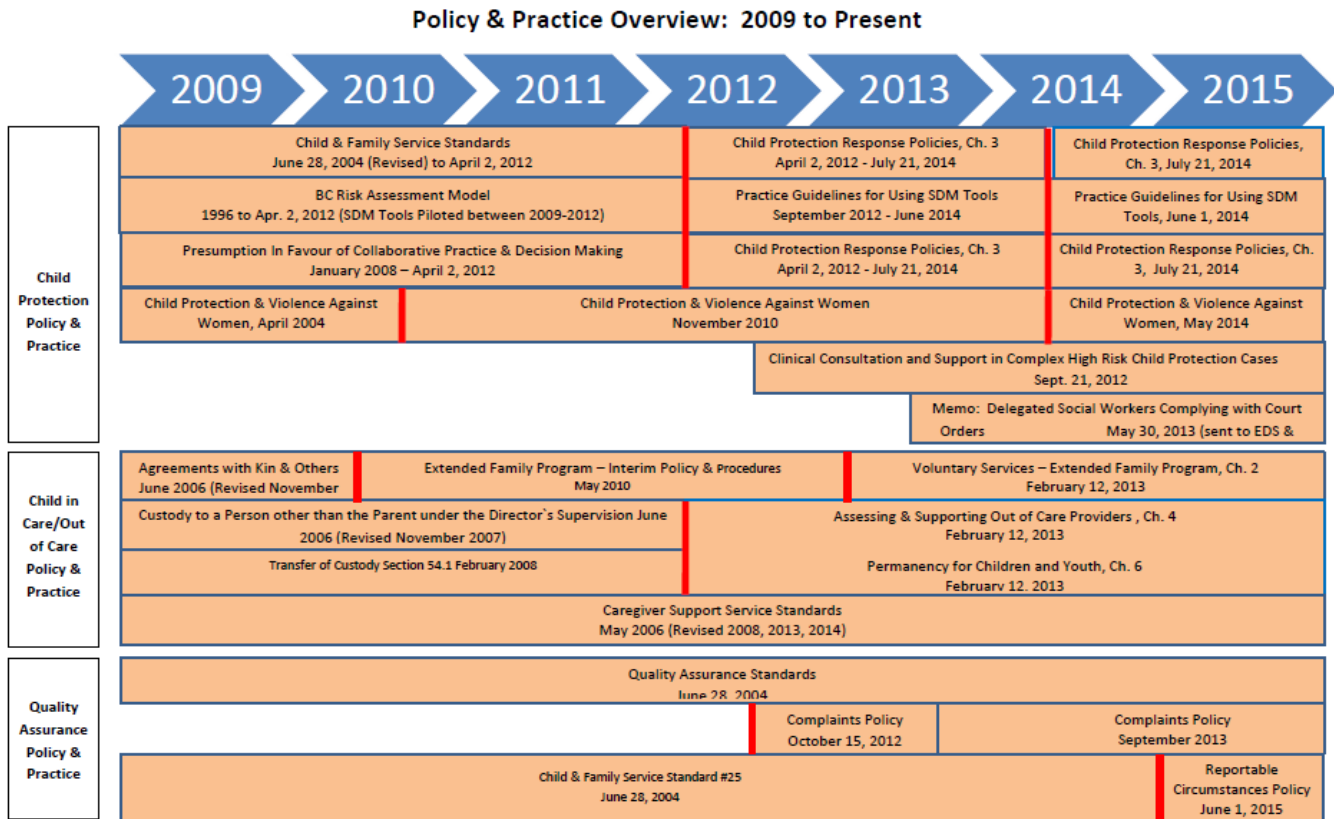 Policy & Practice Overview: 2009 to Present
2009
2010
2011
2012
2013
2014
2015
Child
Protection
Policy &
Practice
Child & Family Service Standards
June 28, 2004 (Revised) to April 2, 2012
Child Protection Response Policies, Ch. 3
April 2, 2012 - July 21, 2014
Child Protection Response Policies,
Ch. 3, July 21, 2014
BC Risk Assessment Model
1996 to Apr. 2, 2012 (SDM Tools Piloted between 2009-2012)
Practice Guidelines for Using SDM Tools
September 2012 - June 2014
Practice Guidelines for Using SDM
Tools, June 1, 2014
Presumption In Favour of Collaborative Practice & Decision Making
January 2008 – April 2, 2012
Child Protection Response Policies, Ch. 3
April 2, 2012 - July 21, 2014
Child Protection Response Policies, Ch.
3, July 21, 2014
Child Protection & Violence Against
Women, April 2004
Child Protection & Violence Against Women
November 2010
Child Protection & Violence Against
Women, May 2014
Clinical Consultation and Support in Complex High Risk Child Protection Cases
Sept. 21, 2012
Memo: Delegated Social Workers Complying with Court
Orders May 30, 2013 (sent to EDS &
Child in
Care/Out
of Care
Policy &
Practice
Agreements with Kin & Others
June 2006 (Revised November
Extended Family Program – Interim Policy & Procedures
May 2010
Voluntary Services – Extended Family Program, Ch. 2
February 12, 2013
Custody to a Person other than the Parent under the Director`s Supervision June
2006 (Revised November 2007)
Transfer of Custody Section 54.1 February 2008
Assessing & Supporting Out of Care Providers , Ch. 4
February 12, 2013
Permanency for Children and Youth, Ch. 6
February 12, 2013
Caregiver Support Service Standards
May 2006 (Revised 2008, 2013, 2014)
Quality
Assurance
Policy &
Practice
Quality Assurance Standards
June 28, 2004
Complaints Policy
October 15, 2012
Complaints Policy
September 2013
Child & Family Service Standard #25
June 28, 2004
Reportable
Circumstances Policy
June 1, 2015